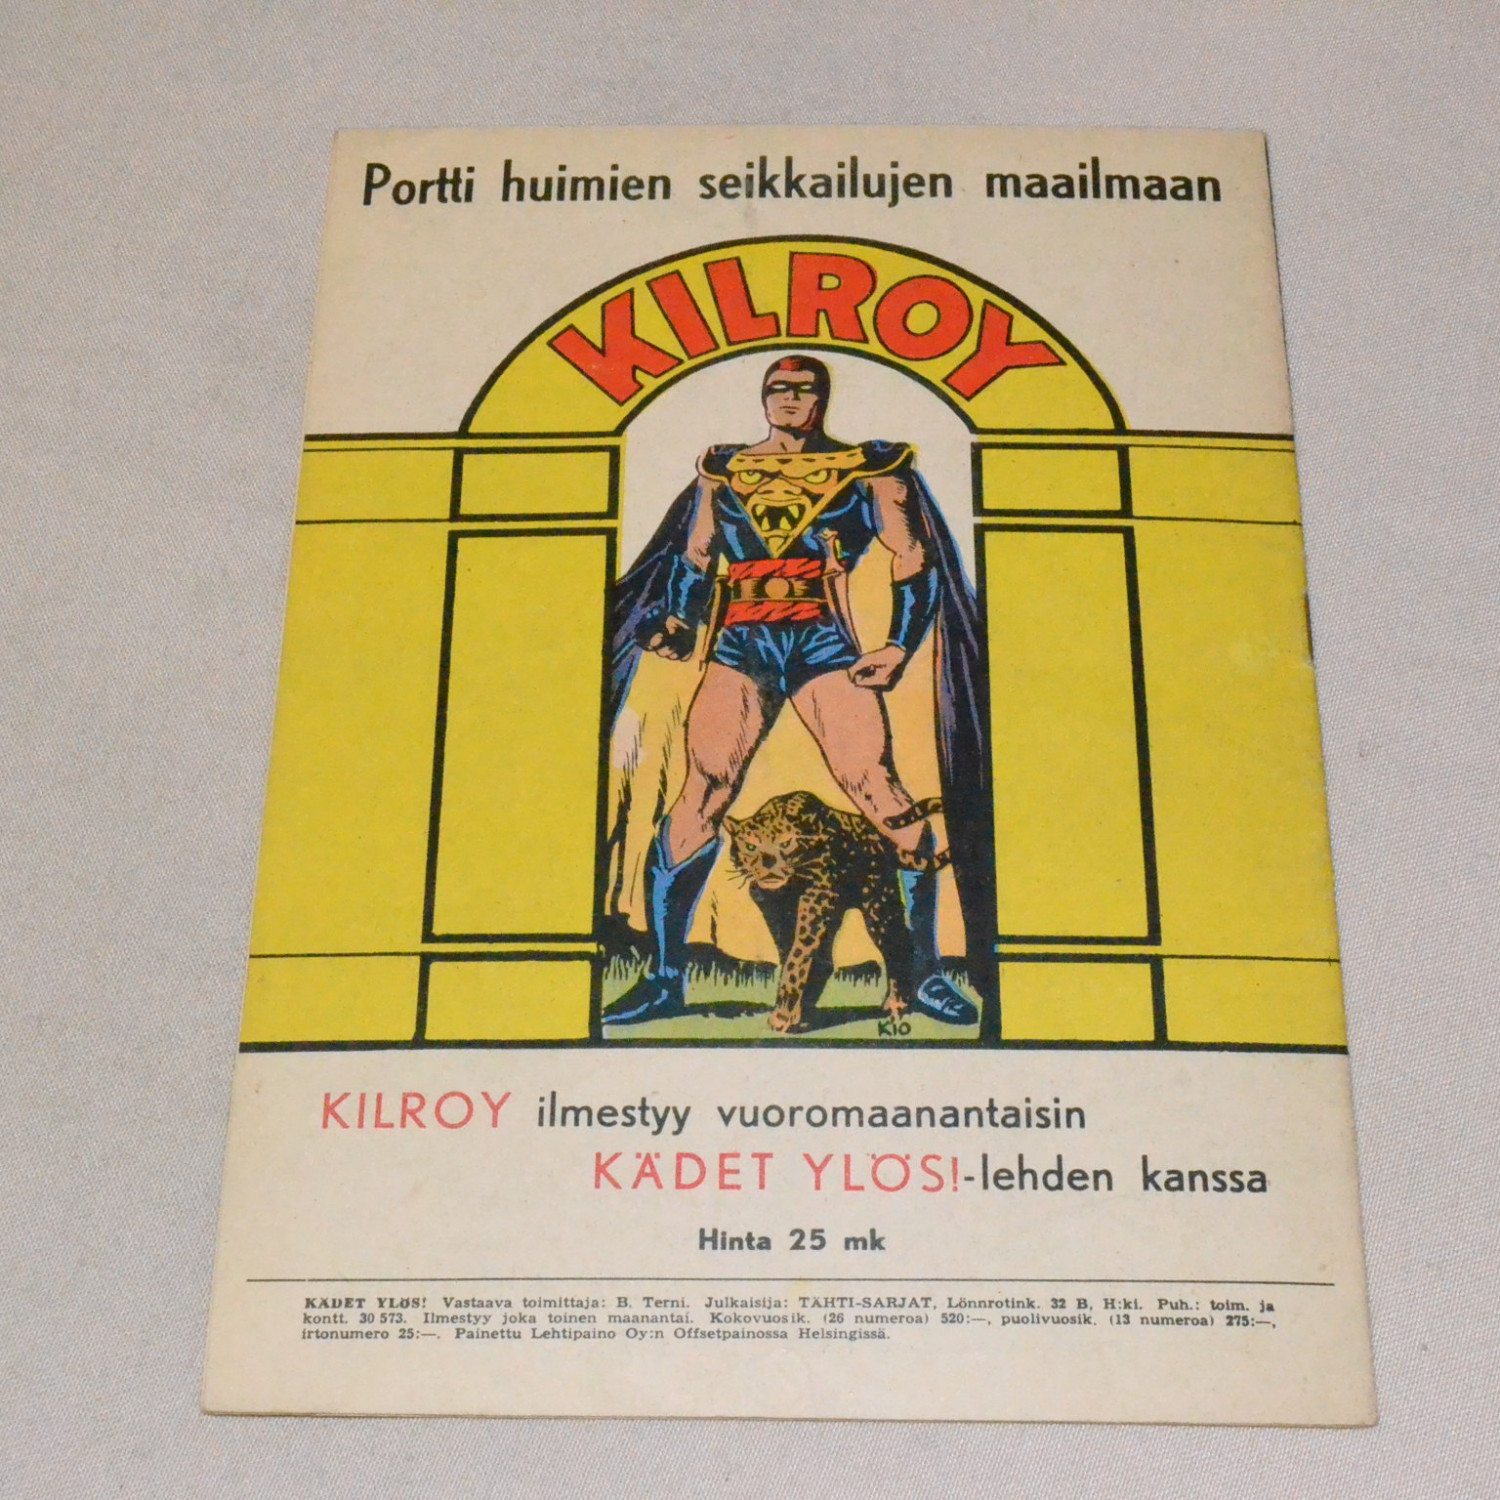 Portti huimien seikkailujen maailmaan
KILROY
KIO
KILROY ilmestyy vuoromaanantaisin
KÄDET YLÖS!-lehden kanssa
Hinta 25 mk
KÄDET YLÖS! Vastaava toimittaja: B. Terni. Julkaisija: TÄHTI-SARJAT, Lönnrotink. 32 B, H:ki. Puh.: toim. ja
kontt. 30 573. Ilmestyy joka toinen maanantai. Kokovuosik. (26 numeroa) 520:—, puolivuosik. (13 numeroa) 275:—,
irtonumero 25:—. Painettu Lehtipaino Oy:n Offsetpainossa Helsingissä.